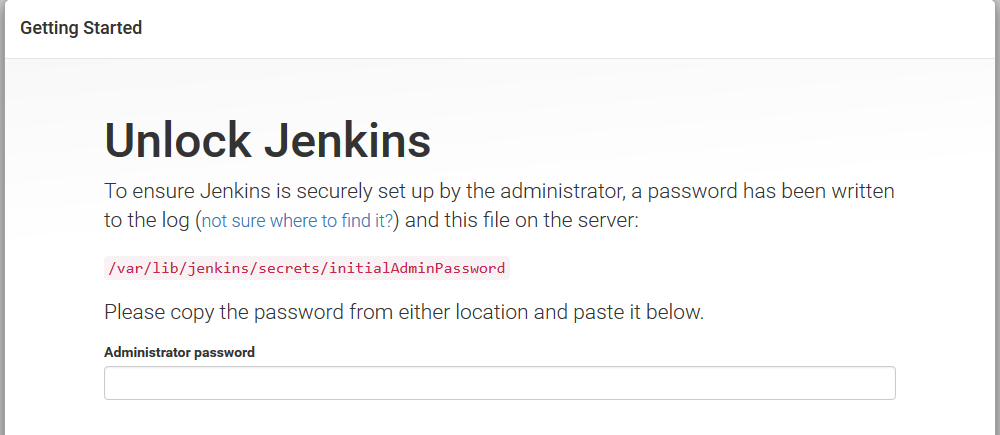 Getting Started
Unlock Jenkins
To ensure Jenkins is securely set up by the administrator, a password has been written
to the log (not sure where to find it?) and this file on the server:
/var/lib/jenkins/secrets/initialAdminPassword
Please copy the password from either location and paste it below.
Administrator password